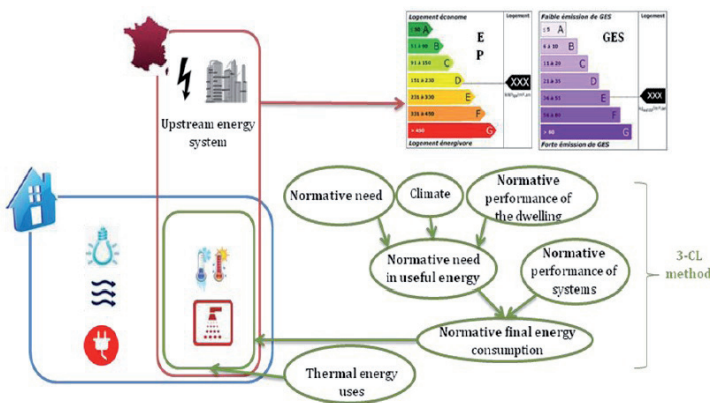 Logement économe
Logement
Faible émission de GES
Logement
A
B
C
D
E
F
G
E
P
XXX
A
B
C
D
E
F
G
GES
XXX
Logement énergivore
Forte émission de GES
Upstream energy
system
Normative need
Climate
Normative
performance of
the dwelling
Normative need
in useful energy
Normative
performance of
systems
3-CL
method
Normative final energy
consumption
Thermal energy
uses